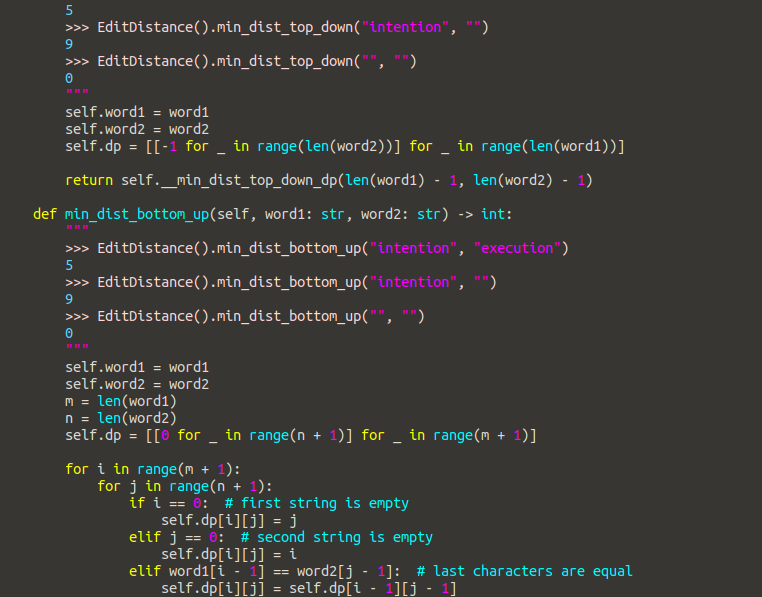 5
        >>> EditDistance().min_dist_top_down("intention", "")
        9
        >>> EditDistance().min_dist_top_down("", "")
        0
        """
        self.word1 = word1
        self.word2 = word2
        self.dp = [[-1 for _ in range(len(word2))] for _ in range(len(word1))]

        return self.__min_dist_top_down_dp(len(word1) - 1, len(word2) - 1)

    def min_dist_bottom_up(self, word1: str, word2: str) -> int:
        """
        >>> EditDistance().min_dist_bottom_up("intention", "execution")
        5
        >>> EditDistance().min_dist_bottom_up("intention", "")
        9
        >>> EditDistance().min_dist_bottom_up("", "")
        0
        """
        self.word1 = word1
        self.word2 = word2
        m = len(word1)
        n = len(word2)
        self.dp = [[0 for _ in range(n + 1)] for _ in range(m + 1)]

        for i in range(m + 1):
            for j in range(n + 1):
                if i == 0:  # first string is empty
                    self.dp[i][j] = j
                elif j == 0:  # second string is empty
                    self.dp[i][j] = i
                elif word1[i - 1] == word2[j - 1]:  # last characters are equal
                    self.dp[i][j] = self.dp[i - 1][j - 1]